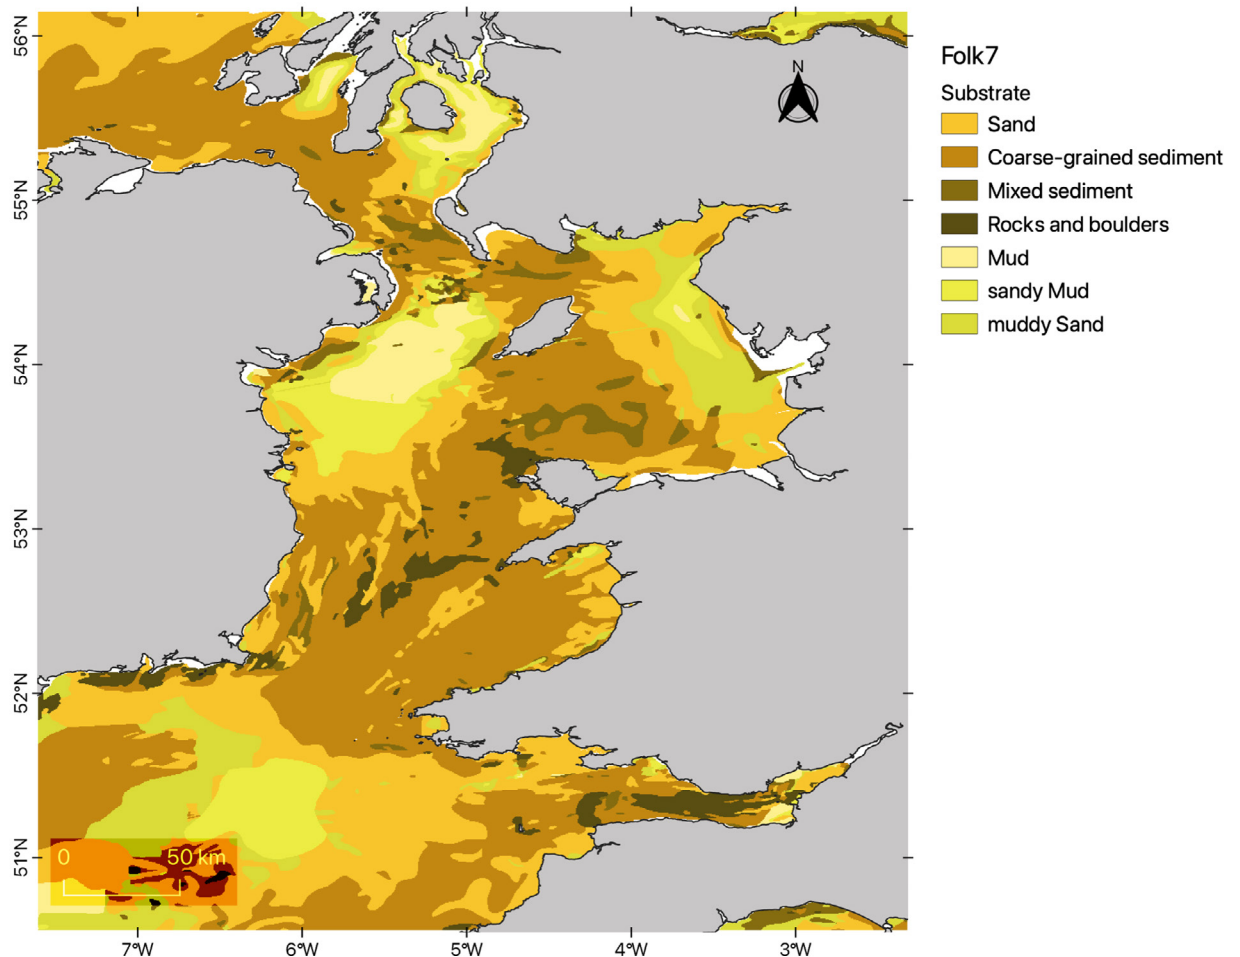 Folk7
Substrate
Sand
Coarse-grained sediment
Mixed sediment
Rocks and boulders
Mud
sandy Mud
muddy Sand
N
56°N
55°N
54°N
53°N
52°N
51°N
0 50 km
7°W 6°W 5°W 4°W 3°W